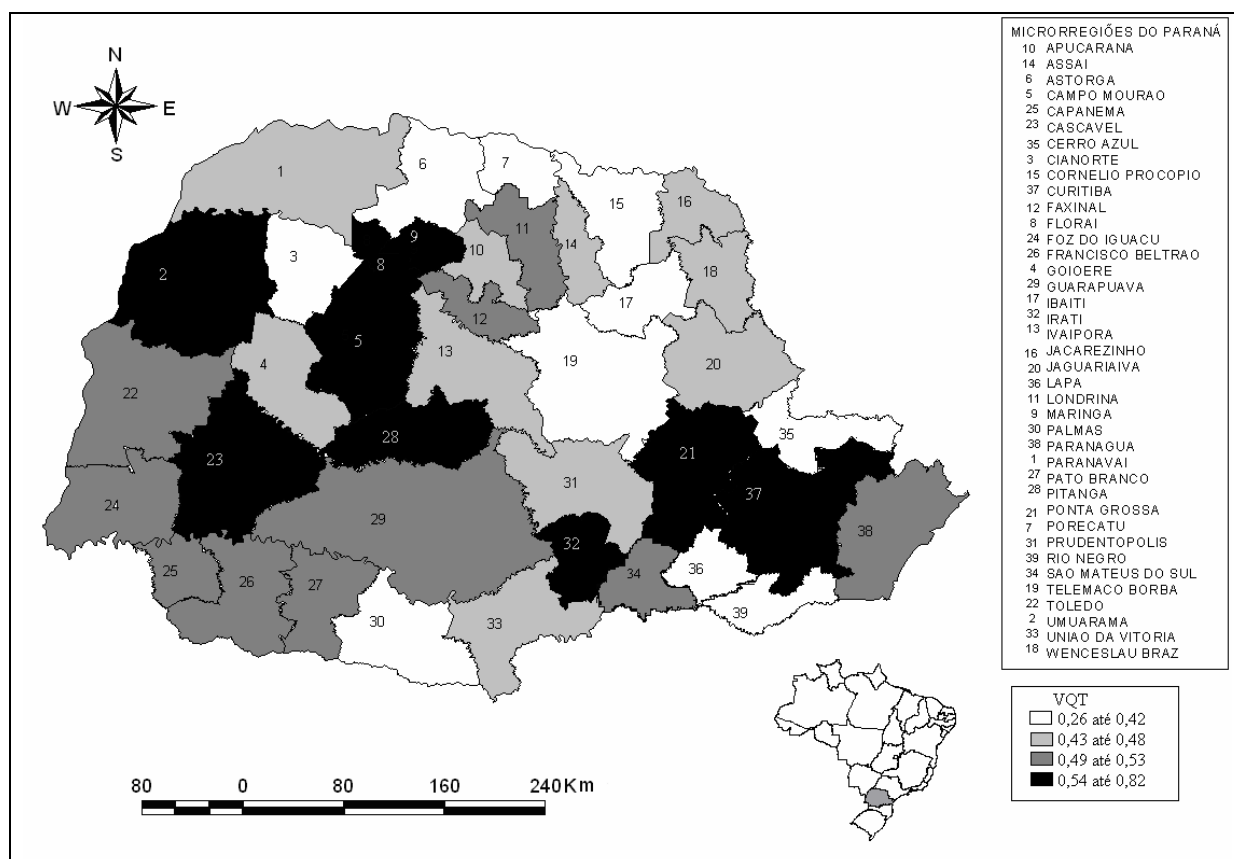 N
W E
S
1
6
7
15
16
2
3
9
8
10
11
14
18
17
12
5
4
13
19
20
22
28
35
23
21
37
24
31
29
32
38
25
26
27
34
36
39
30
33
80 0 80 160 240 Km
MICRORREGIÕES DO PARANÁ
10 APUCARANA
14 ASSAI
6 ASTORGA
5 CAMPO MOURAO
25 CAPANEMA
23 CASCAVEL
35 CERRO AZUL
3 CIANORTE
15 CORNELIO PROCOPIO
37 CURITIBA
12 FAXINAL
8 FLORAI
24 FOZ DO IGUACU
26 FRANCISCO BELTRAO
4 GOIOERE
29 GUARAPUAVA
17 IBAITI
32 IRATI
13 IVAIPORA
16 JACAREZINHO
20 JAGUARIAIVA
36 LAPA
11 LONDRINA
9 MARINGA
30 PALMAS
38 PARANAGUA
1 PARANAVAI
27 PATO BRANCO
28 PITANGA
21 PONTA GROSSA
7 PORECATU
31 PRUDENTOPOLIS
39 RIO NEGRO
34 SAO MATEUS DO SUL
19 TELEMACO BORBA
22 TOLEDO
2 UMUARAMA
33 UNIAO DA VITORIA
18 WENCESLAU BRAZ
VQT
0,26 até 0,42
0,43 até 0,48
0,49 até 0,53
0,54 até 0,82